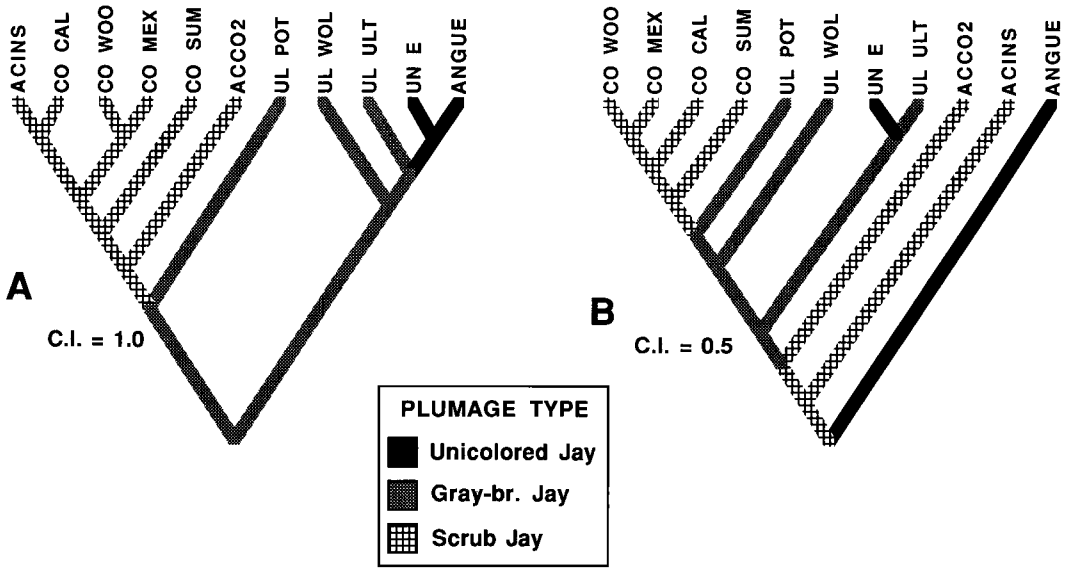 ACINS
CO CAL
CO WOO
CO MEX
CO SUM
ACCO2
UL POT
UL WOL
UL ULT
UN E
ANGUE
A
C.I. = 1.0
CO WOO
CO MEX
CO CAL
CO SUM
UL POT
UL WOL
UN E
UL ULT
ACCO2
ACINS
ANGUE
B
C.I. = 0.5
PLUMAGE TYPE
Unicolored Jay
Gray-br. Jay
Scrub Jay